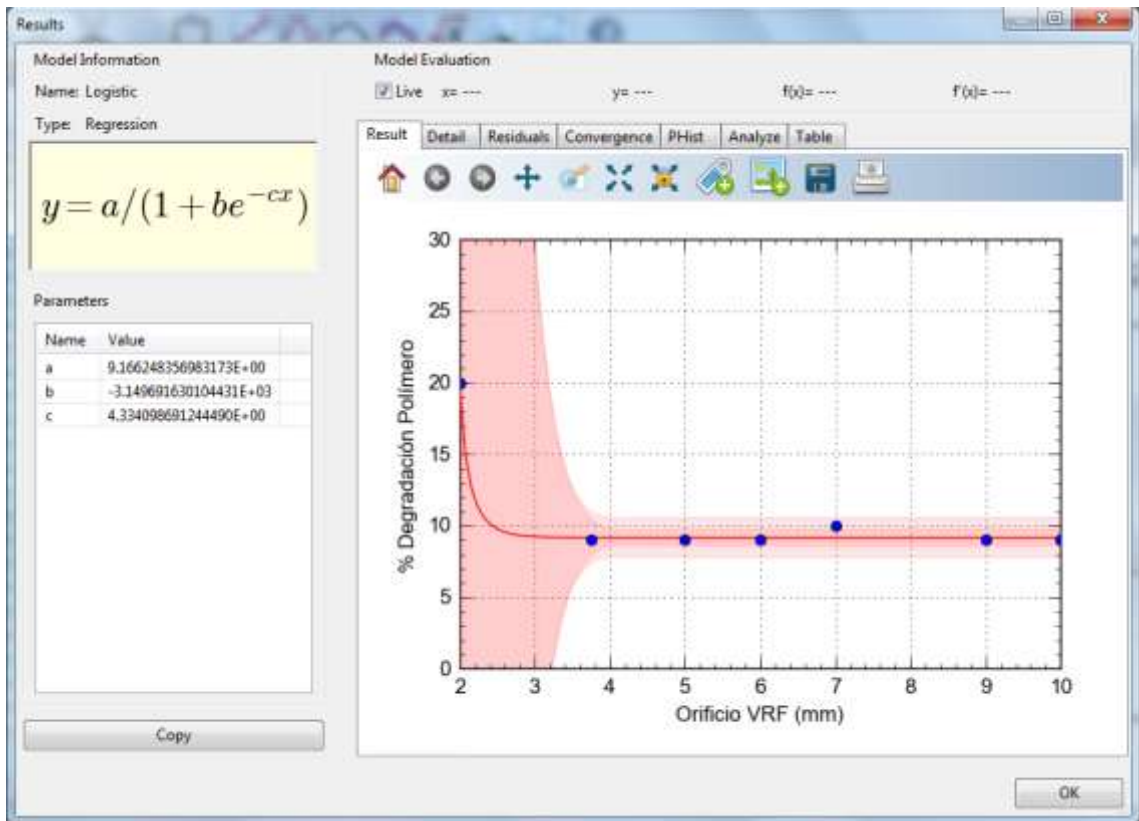 Results
Model Information
Name: Logistic
Type: Regression
y = a/(1 + be^{-cx})
Parameters
Name Value
a 9.166248356983173E+00
b -3.149691630104431E+03
c 4.334098691244490E+00
Copy
Model Evaluation
Live x= --- y= --- f(x)= --- f'(x)= ---
Result Detail Residuals Convergence PHist Analyze Table
30
25
20
15
10
5
0
% Degradación Polímero
2 3 4 5 6 7 8 9 10
Orificio VRF (mm)
OK